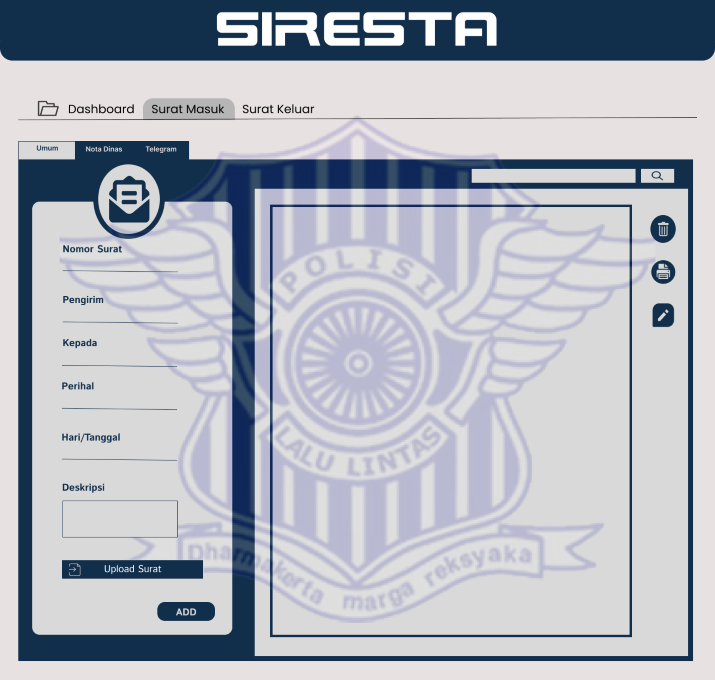 SIRESTA
Dashboard
Surat Masuk
Surat Keluar
Umum
Nota Dinas
Telegram
Nomor Surat
Pengirim
Kepada
Perihal
Hari/Tanggal
Deskripsi
Upload Surat
ADD
POLISI
LALU LINTAS
Dharmakerta marga reksyaka